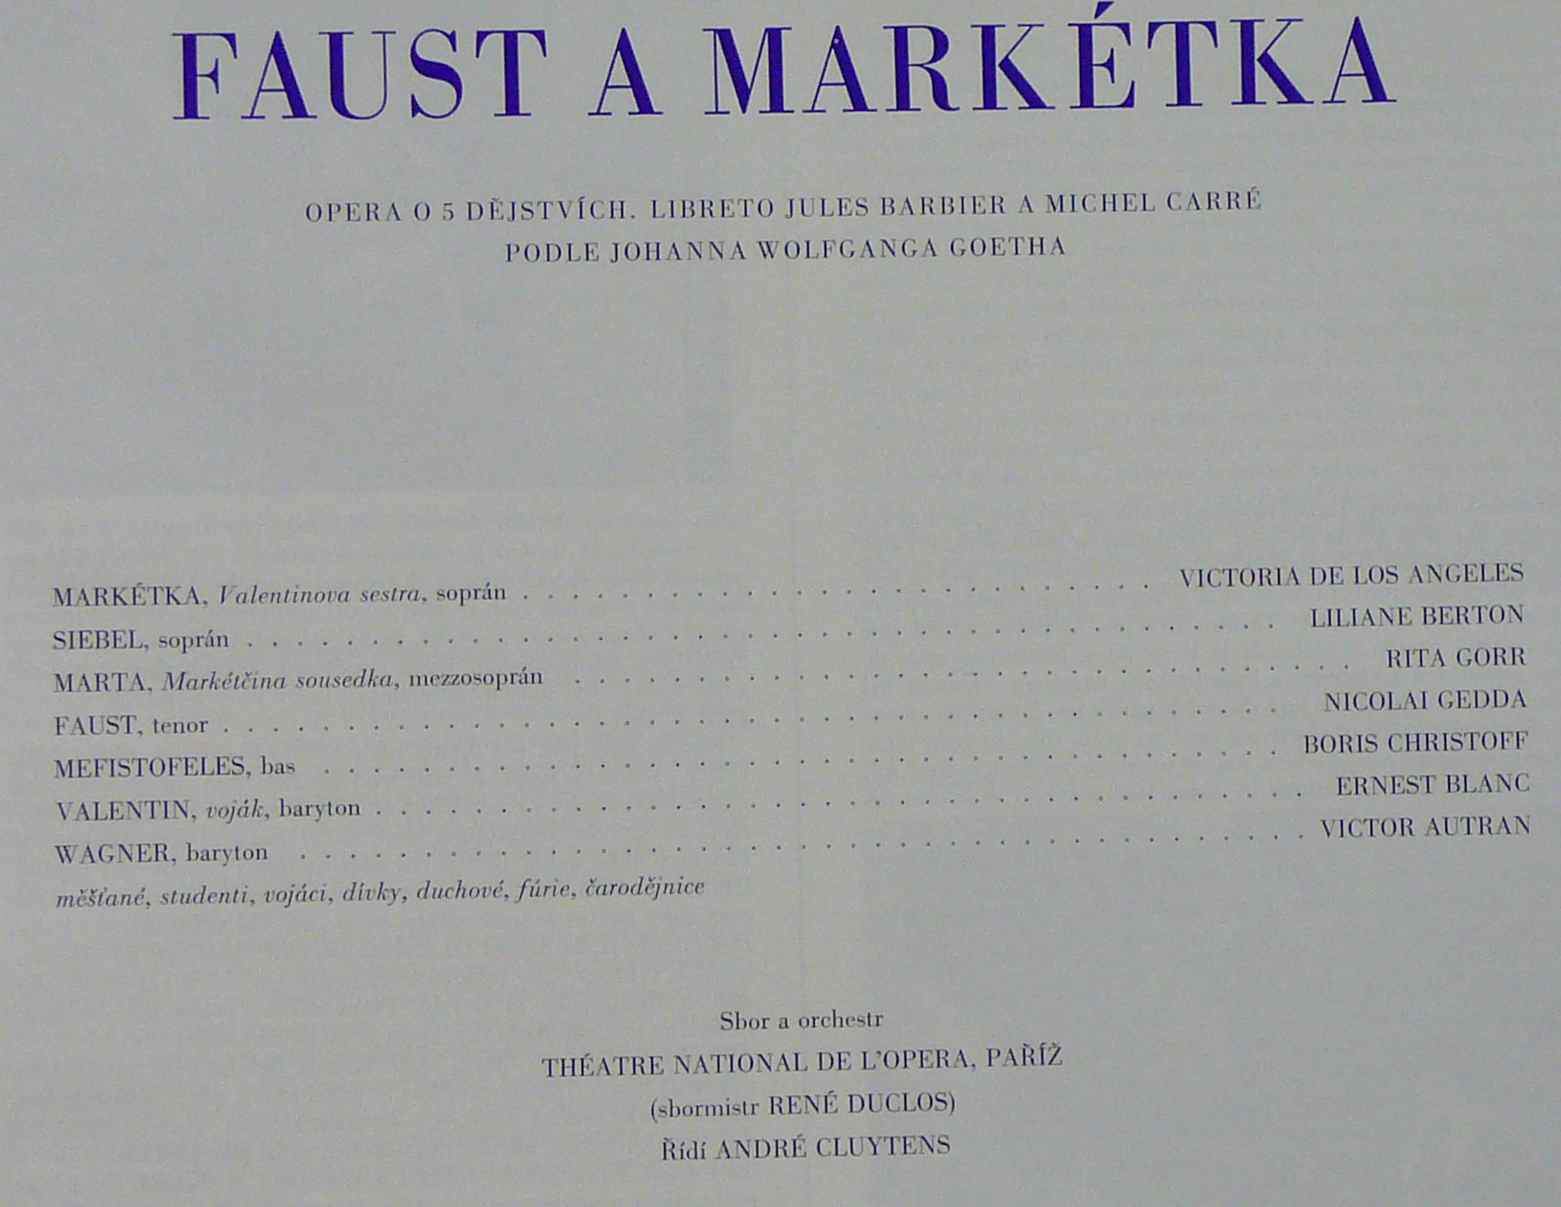 FAUST A MARKÉTKA
OPERA O 5 DĚJSTVÍCH. LIBRETO JULES BARBIER A MICHEL CARRÉ
PODLE JOHANNA WOLFGANGA GOETHA
MARKÉTKA, Valentinova sestra, soprán . . . . . . . . . . . . . . . . . . . . . . . . . . VICTORIA DE LOS ANGELES
SIEBEL, soprán . . . . . . . . . . . . . . . . . . . . . . . . . . . . . . . . . . . . . . . . . . LILIANE BERTON
MARTA, Markétčina sousedka, mezzosoprán . . . . . . . . . . . . . . . . . . . . . . . . . . . . . . . . RITA GORR
FAUST, tenor . . . . . . . . . . . . . . . . . . . . . . . . . . . . . . . . . . . . . . . . . . . NICOLAI GEDDA
MEFISTOFELES, bas . . . . . . . . . . . . . . . . . . . . . . . . . . . . . . . . . . . . . . . BORIS CHRISTOFF
VALENTIN, voják, baryton . . . . . . . . . . . . . . . . . . . . . . . . . . . . . . . . . . . . . . ERNEST BLANC
WAGNER, baryton . . . . . . . . . . . . . . . . . . . . . . . . . . . . . . . . . . . . . . . . . VICTOR AUTRAN
měšťané, studenti, vojáci, dívky, duchové, fúrie, čarodějnice
Sbor a orchestr
THÉATRE NATIONAL DE L'OPERA, PAŘÍŽ
(sbormistr RENÉ DUCLOS)
Řídí ANDRÉ CLUYTENS